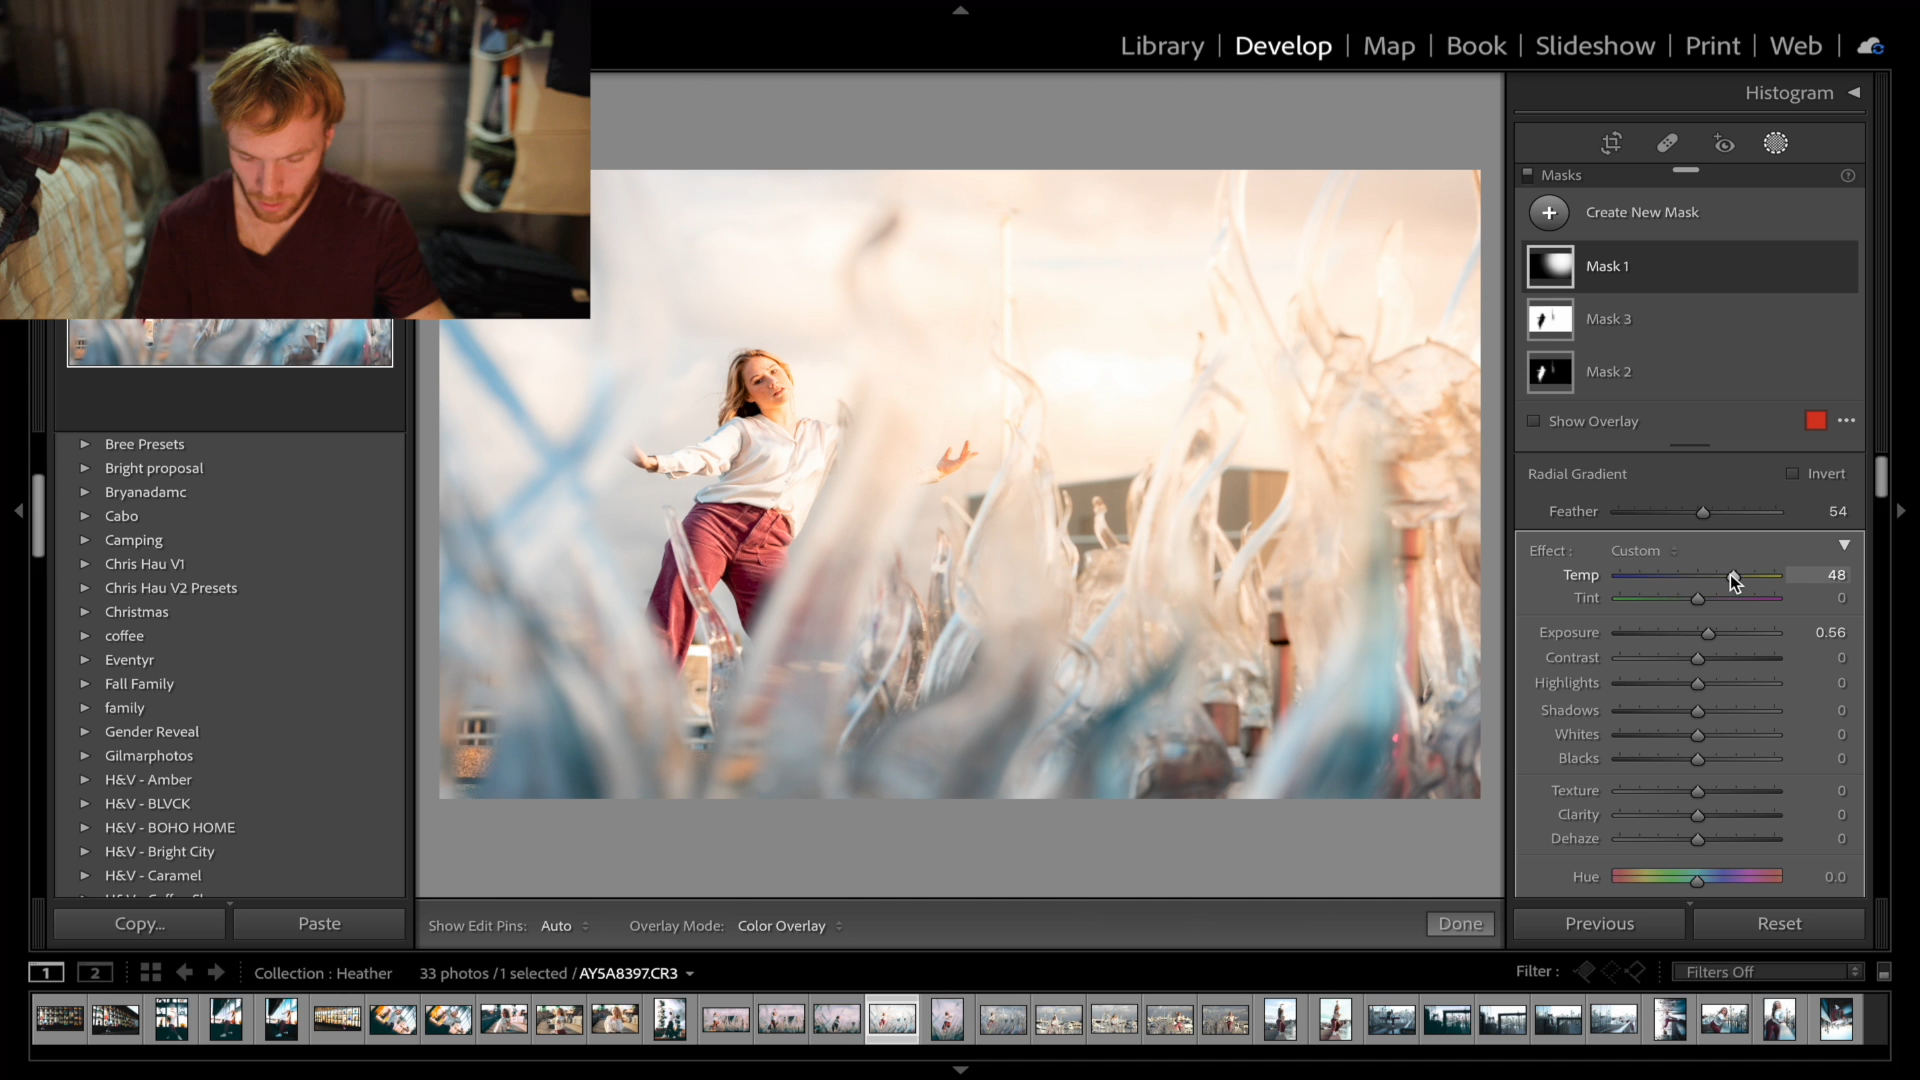 Library | Develop | Map | Book | Slideshow | Print | Web |
Histogram
Masks
Create New Mask
Mask 1
Mask 3
Mask 2
Show Overlay
Radial Gradient Invert
Feather 54
Effect : Custom
Temp 48
Tint 0
Exposure 0.56
Contrast 0
Highlights 0
Shadows 0
Whites 0
Blacks 0
Texture 0
Clarity 0
Dehaze 0
Hue 0.0
Previous Reset
Bree Presets
Bright proposal
Bryanadamc
Cabo
Camping
Chris Hau V1
Chris Hau V2 Presets
Christmas
coffee
Eventyr
Fall Family
family
Gender Reveal
Gilmarphotos
H&V - Amber
H&V - BLVCK
H&V - BOHO HOME
H&V - Bright City
H&V - Caramel
Copy... Paste
Show Edit Pins: Auto Overlay Mode: Color Overlay Done
1 2 Collection : Heather 33 photos /1 selected /AY5A8397.CR3 Filter : Filters Off